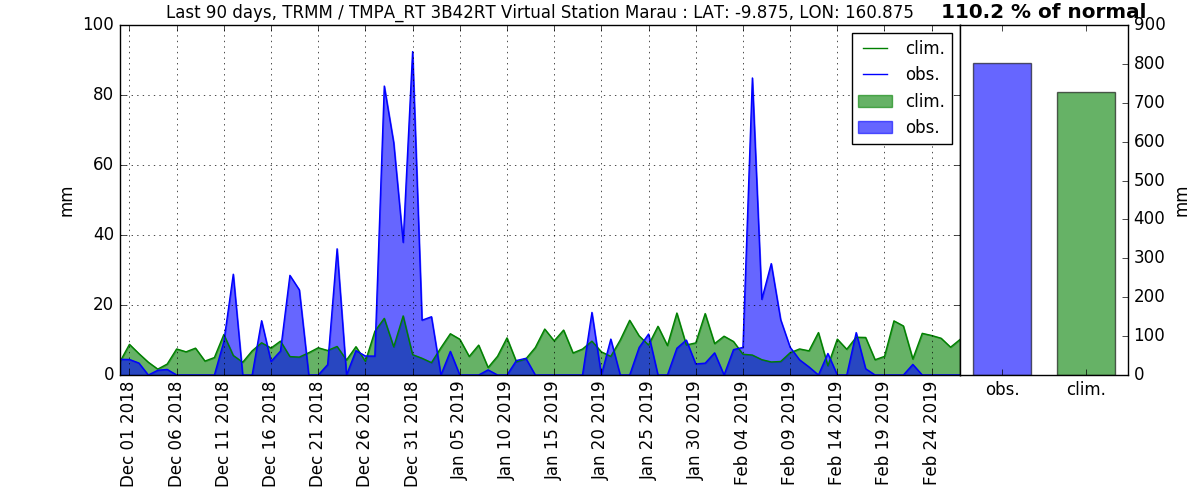 Last 90 days, TRMM / TMPA_RT 3B42RT Virtual Station Marau : LAT: -9.875, LON: 160.875
110.2 % of normal
100
80
60
40
20
0
mm
clim.
obs.
clim.
obs.
900
800
700
600
500
400
300
200
100
0
mm
obs.
clim.
Dec 01 2018
Dec 06 2018
Dec 11 2018
Dec 16 2018
Dec 21 2018
Dec 26 2018
Dec 31 2018
Jan 05 2019
Jan 10 2019
Jan 15 2019
Jan 20 2019
Jan 25 2019
Jan 30 2019
Feb 04 2019
Feb 09 2019
Feb 14 2019
Feb 19 2019
Feb 24 2019